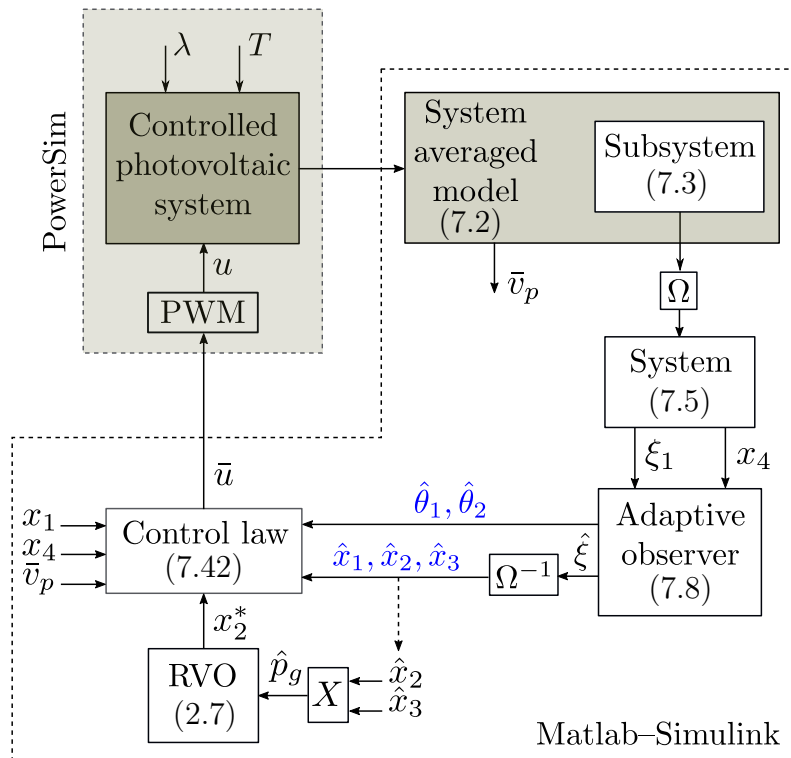 λ T
Controlled
photovoltaic
system
PowerSim
u
PWM
System
averaged
model
(7.2)
Subsystem
(7.3)
v̄ₚ
Ω
System
(7.5)
ξ₁ x₄
ū
x₁
x₄
v̄ₚ
Control law
(7.42)
θ̂₁, θ̂₂
x̂₁, x̂₂, x̂₃
Ω⁻¹
ξ̂
Adaptive
observer
(7.8)
x₂*
RVO
(2.7)
p̂_g
X
x̂₂
x̂₃
Matlab–Simulink